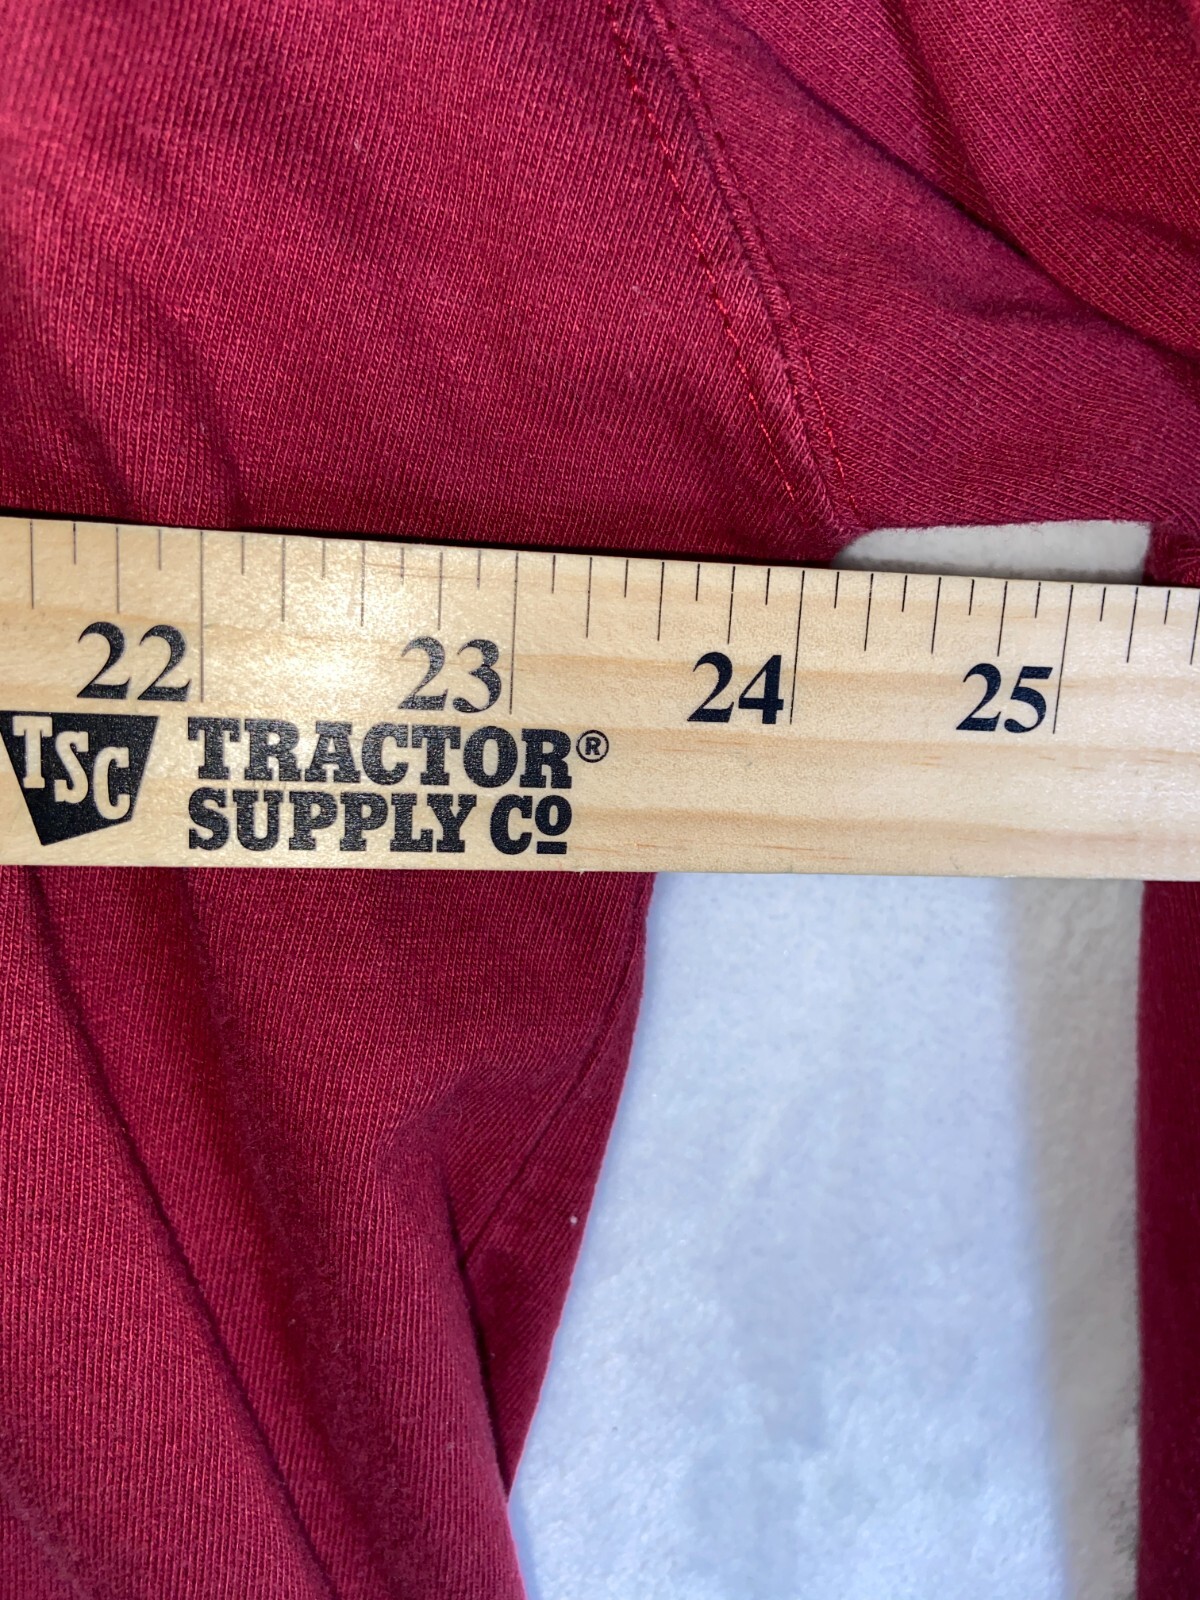 22 23 24 25
TSC TRACTOR®
SUPPLY Cº